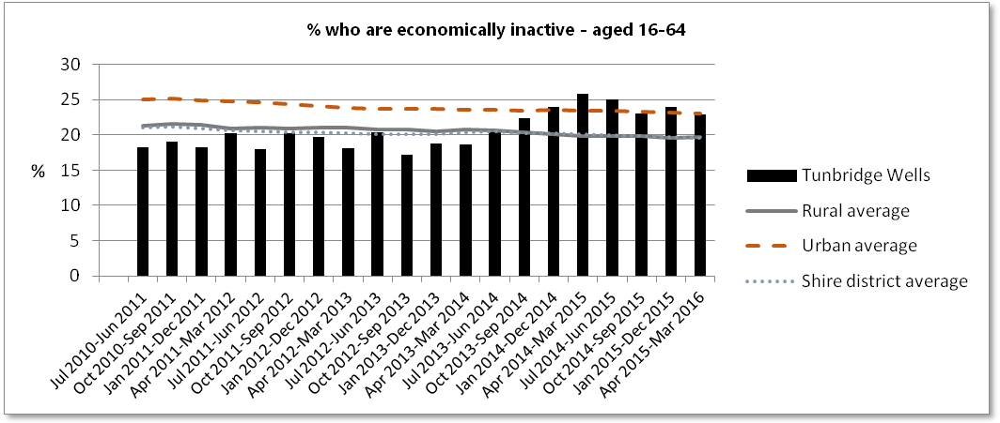 % who are economically inactive - aged 16-64
30
25
20
15
10
5
0
%
Jul 2010-Jun 2011
Oct 2010-Sep 2011
Jan 2011-Dec 2011
Apr 2011-Mar 2012
Jul 2011-Jun 2012
Oct 2011-Sep 2012
Jan 2012-Dec 2012
Apr 2012-Mar 2013
Jul 2012-Jun 2013
Oct 2012-Sep 2013
Jan 2013-Dec 2013
Apr 2013-Mar 2014
Jul 2013-Jun 2014
Oct 2013-Sep 2014
Jan 2014-Dec 2014
Apr 2014-Mar 2015
Jul 2014-Jun 2015
Oct 2014-Sep 2015
Jan 2015-Dec 2015
Apr 2015-Mar 2016
Tunbridge Wells
Rural average
Urban average
Shire district average